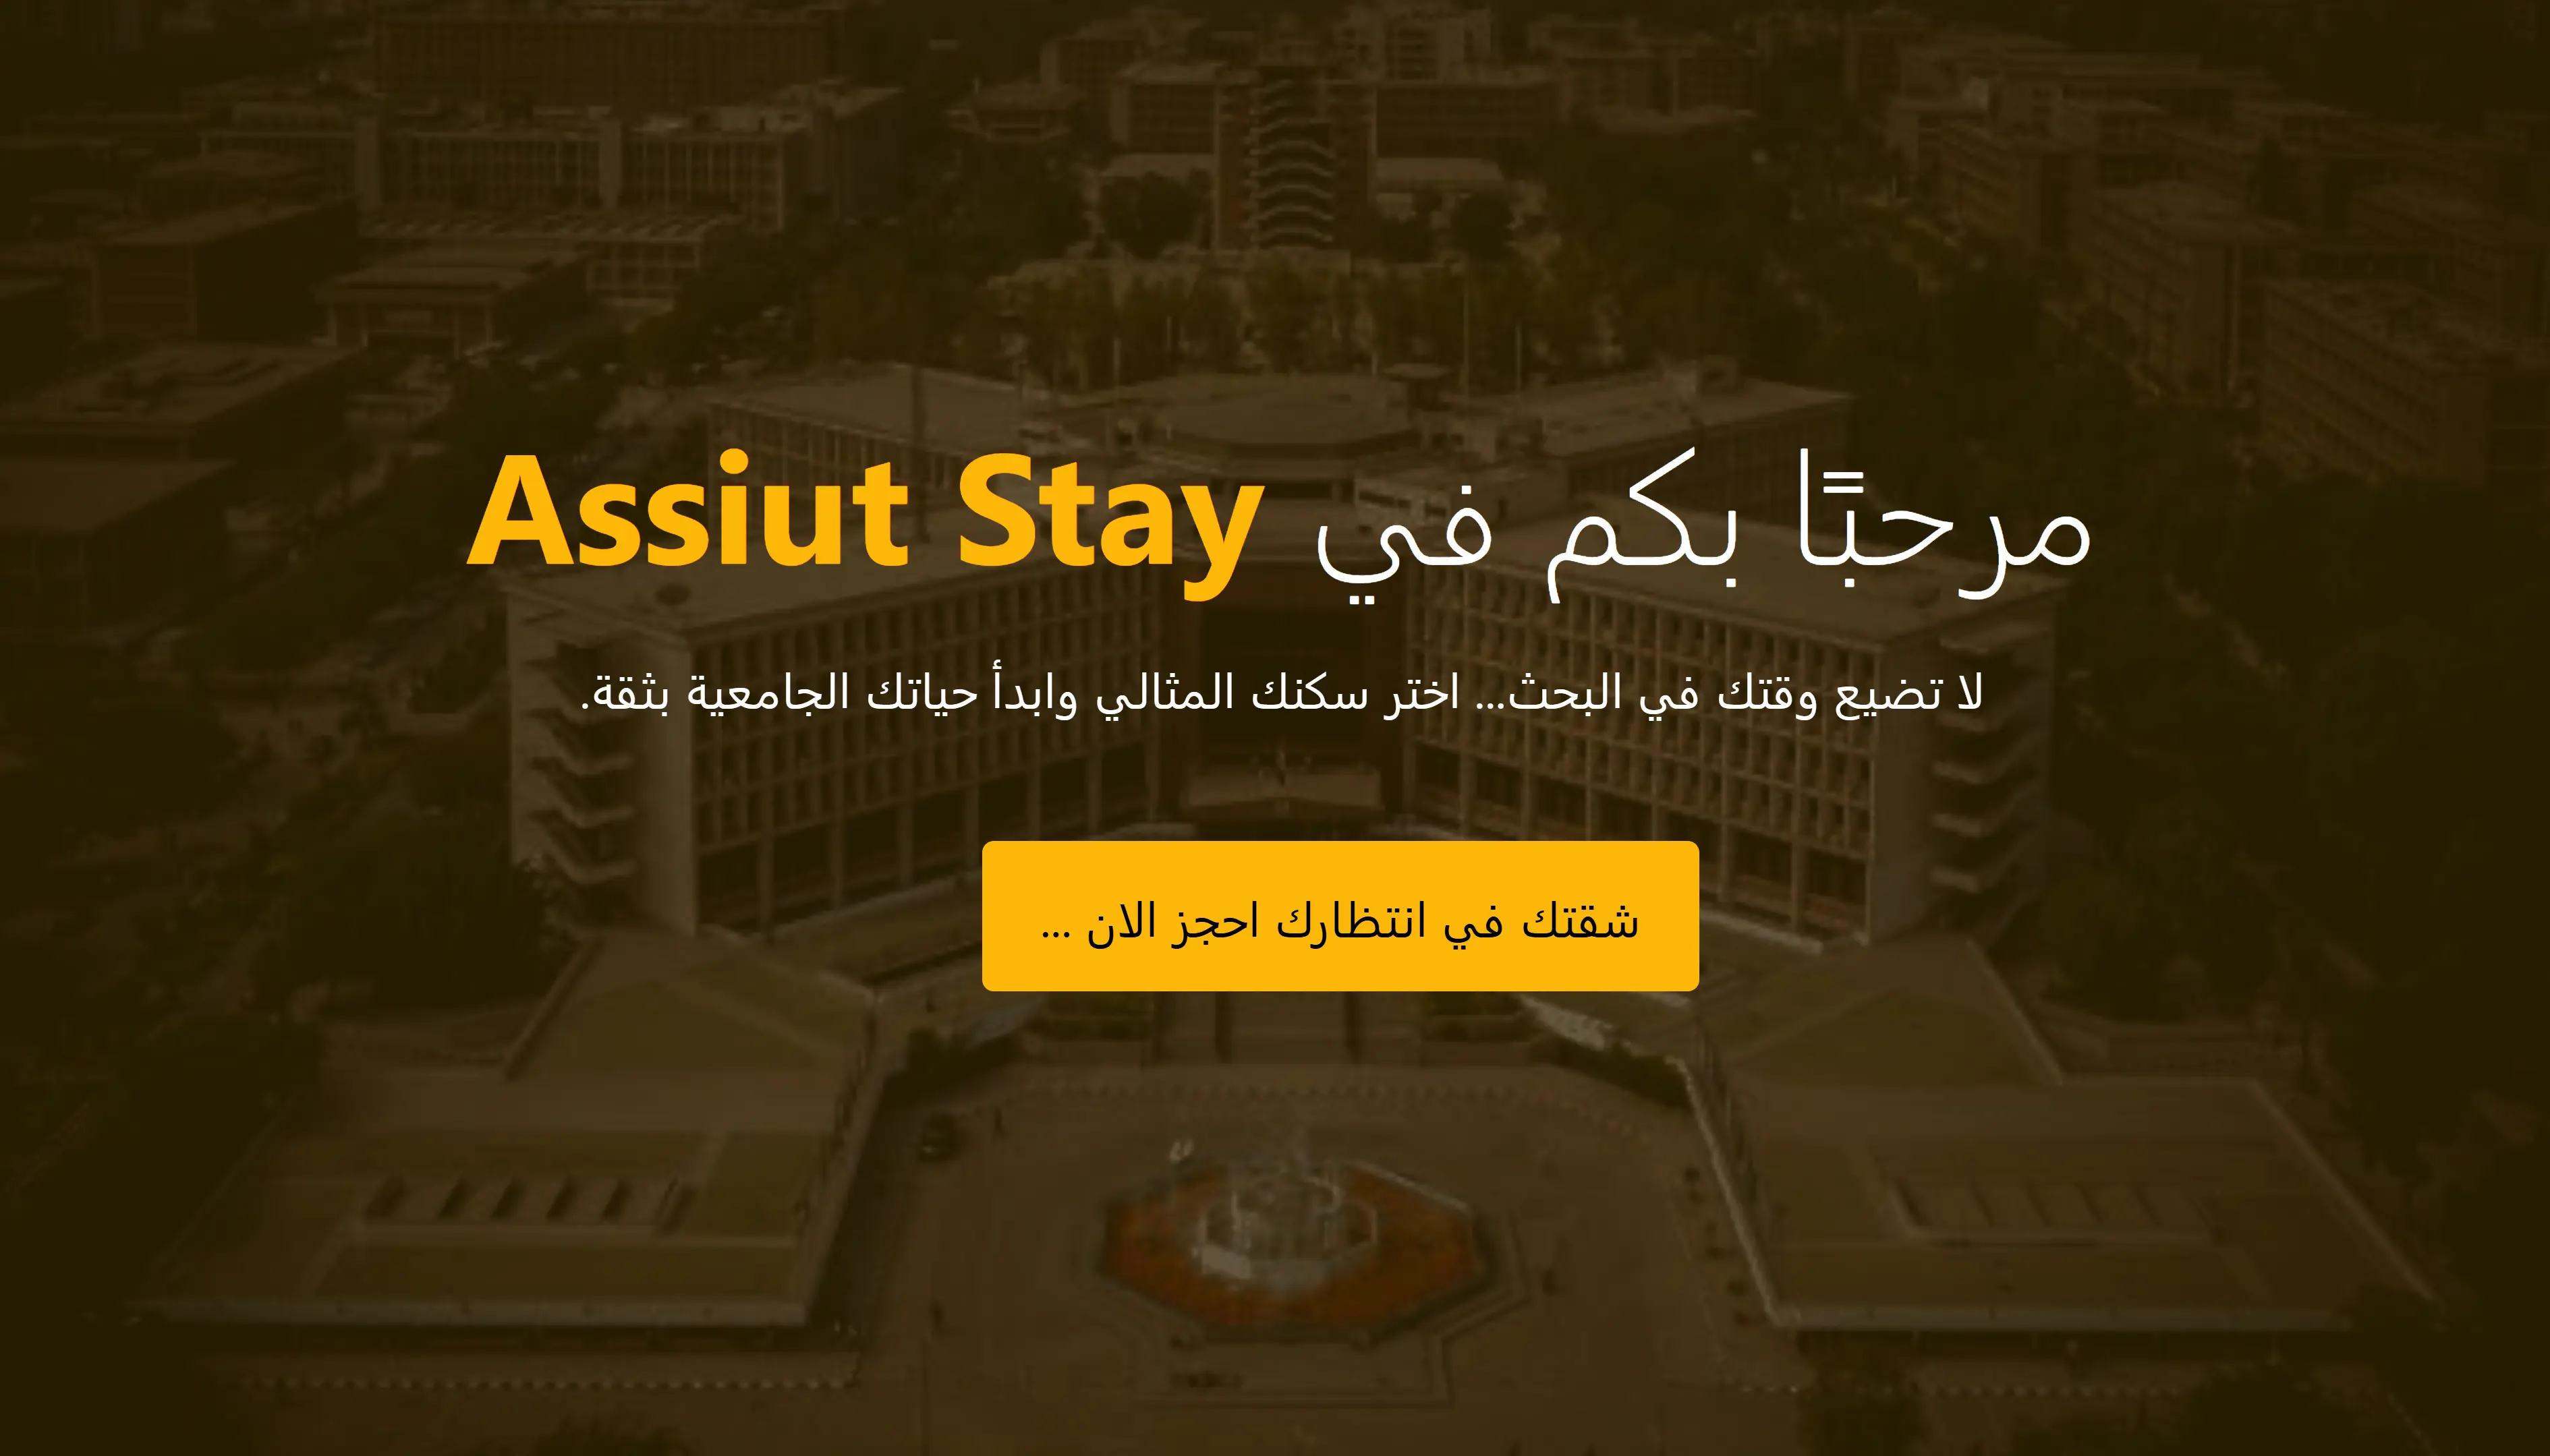 مرحبًا بكم في Assiut Stay
لا تضيع وقتك في البحث... اختر سكنك المثالي وابدأ حياتك الجامعية بثقة.
شقتك في انتظارك احجز الان ...